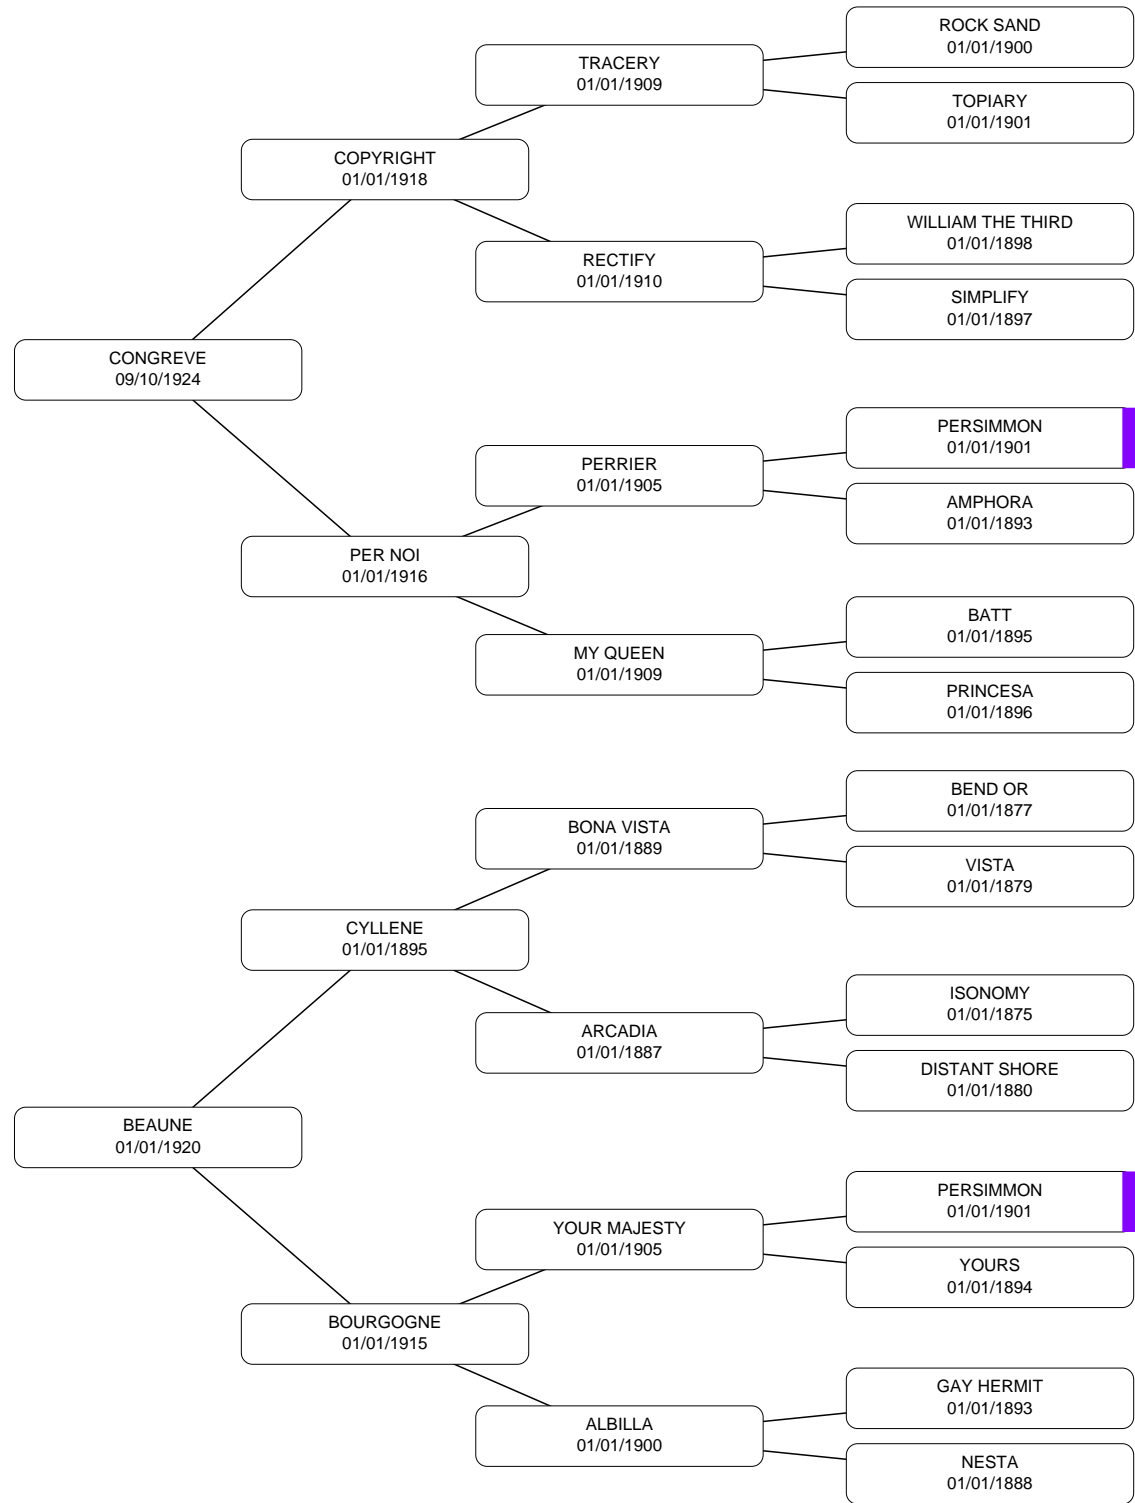 ROCK SAND
01/01/1900
TRACERY
01/01/1909
TOPIARY
01/01/1901
COPYRIGHT
01/01/1918
WILLIAM THE THIRD
01/01/1898
RECTIFY
01/01/1910
SIMPLIFY
01/01/1897
CONGREVE
09/10/1924
PERSIMMON
01/01/1901
PERRIER
01/01/1905
AMPHORA
01/01/1893
PER NOI
01/01/1916
BATT
01/01/1895
MY QUEEN
01/01/1909
PRINCESA
01/01/1896
BEND OR
01/01/1877
BONA VISTA
01/01/1889
VISTA
01/01/1879
CYLLENE
01/01/1895
ISONOMY
01/01/1875
ARCADIA
01/01/1887
DISTANT SHORE
01/01/1880
BEAUNE
01/01/1920
PERSIMMON
01/01/1901
YOUR MAJESTY
01/01/1905
YOURS
01/01/1894
BOURGOGNE
01/01/1915
GAY HERMIT
01/01/1893
ALBILLA
01/01/1900
NESTA
01/01/1888